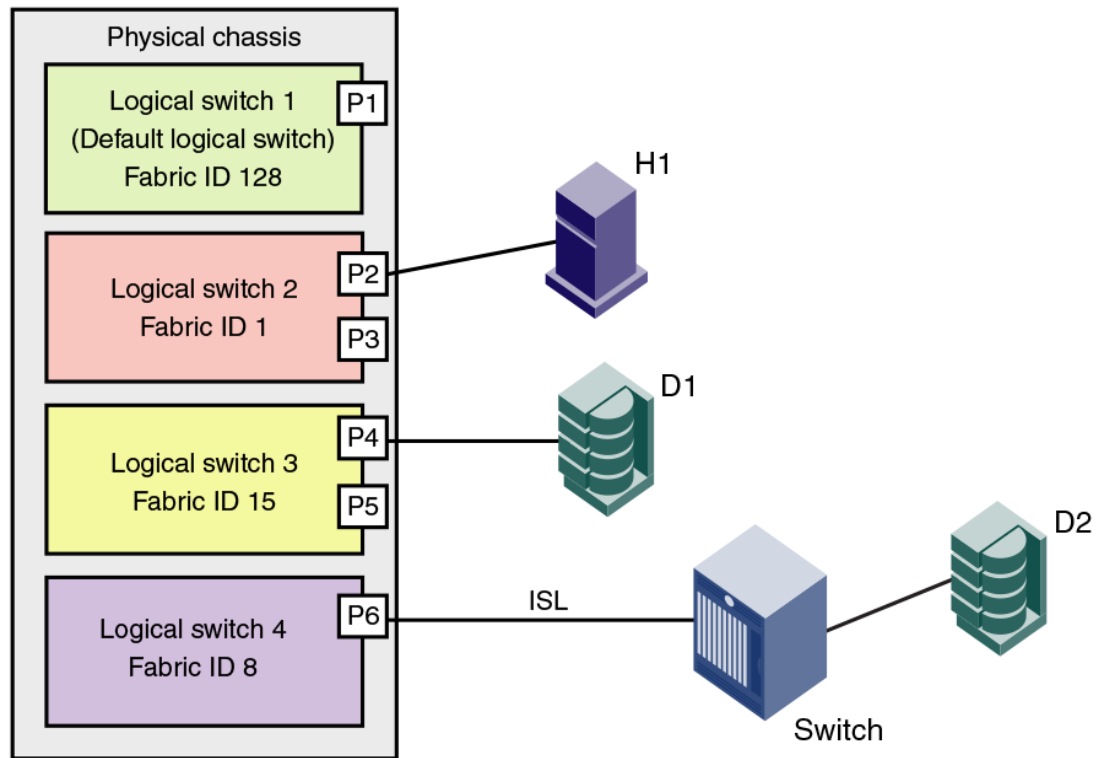 Physical chassis
Logical switch 1
(Default logical switch)
Fabric ID 128
P1
Logical switch 2
Fabric ID 1
P2
P3
H1
Logical switch 3
Fabric ID 15
P4
P5
D1
Logical switch 4
Fabric ID 8
P6
ISL
Switch
D2